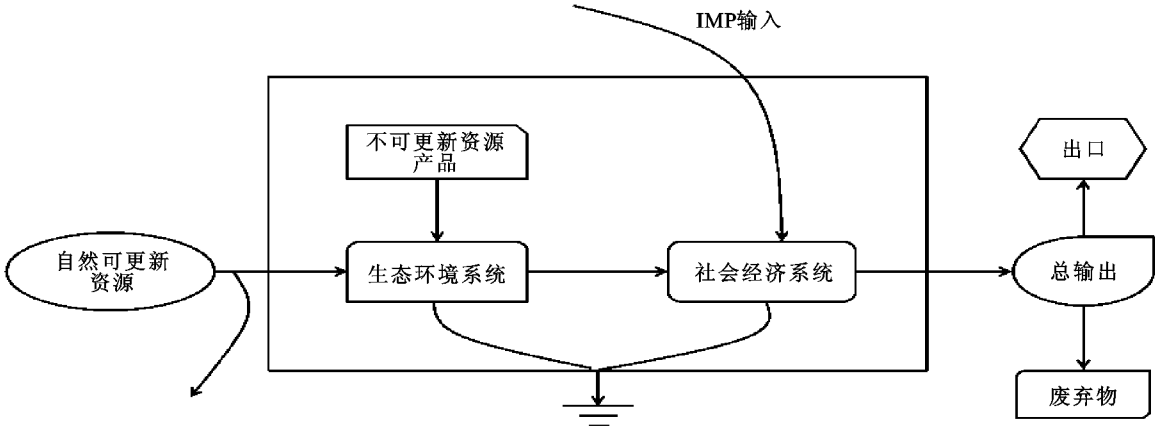 IMP输入
不可更新资源
产品
出口
自然可更新
资源
生态环境系统
社会经济系统
总输出
废弃物